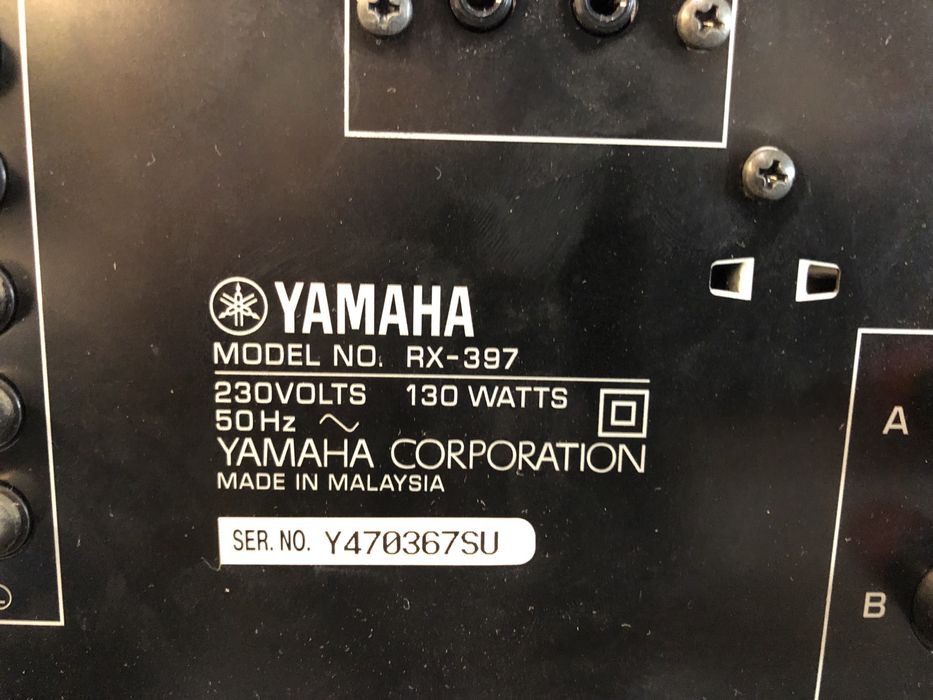 YAMAHA
MODEL NO. RX-397
230VOLTS 130 WATTS
50Hz ~
YAMAHA CORPORATION
MADE IN MALAYSIA
SER. NO. Y470367SU
A
B